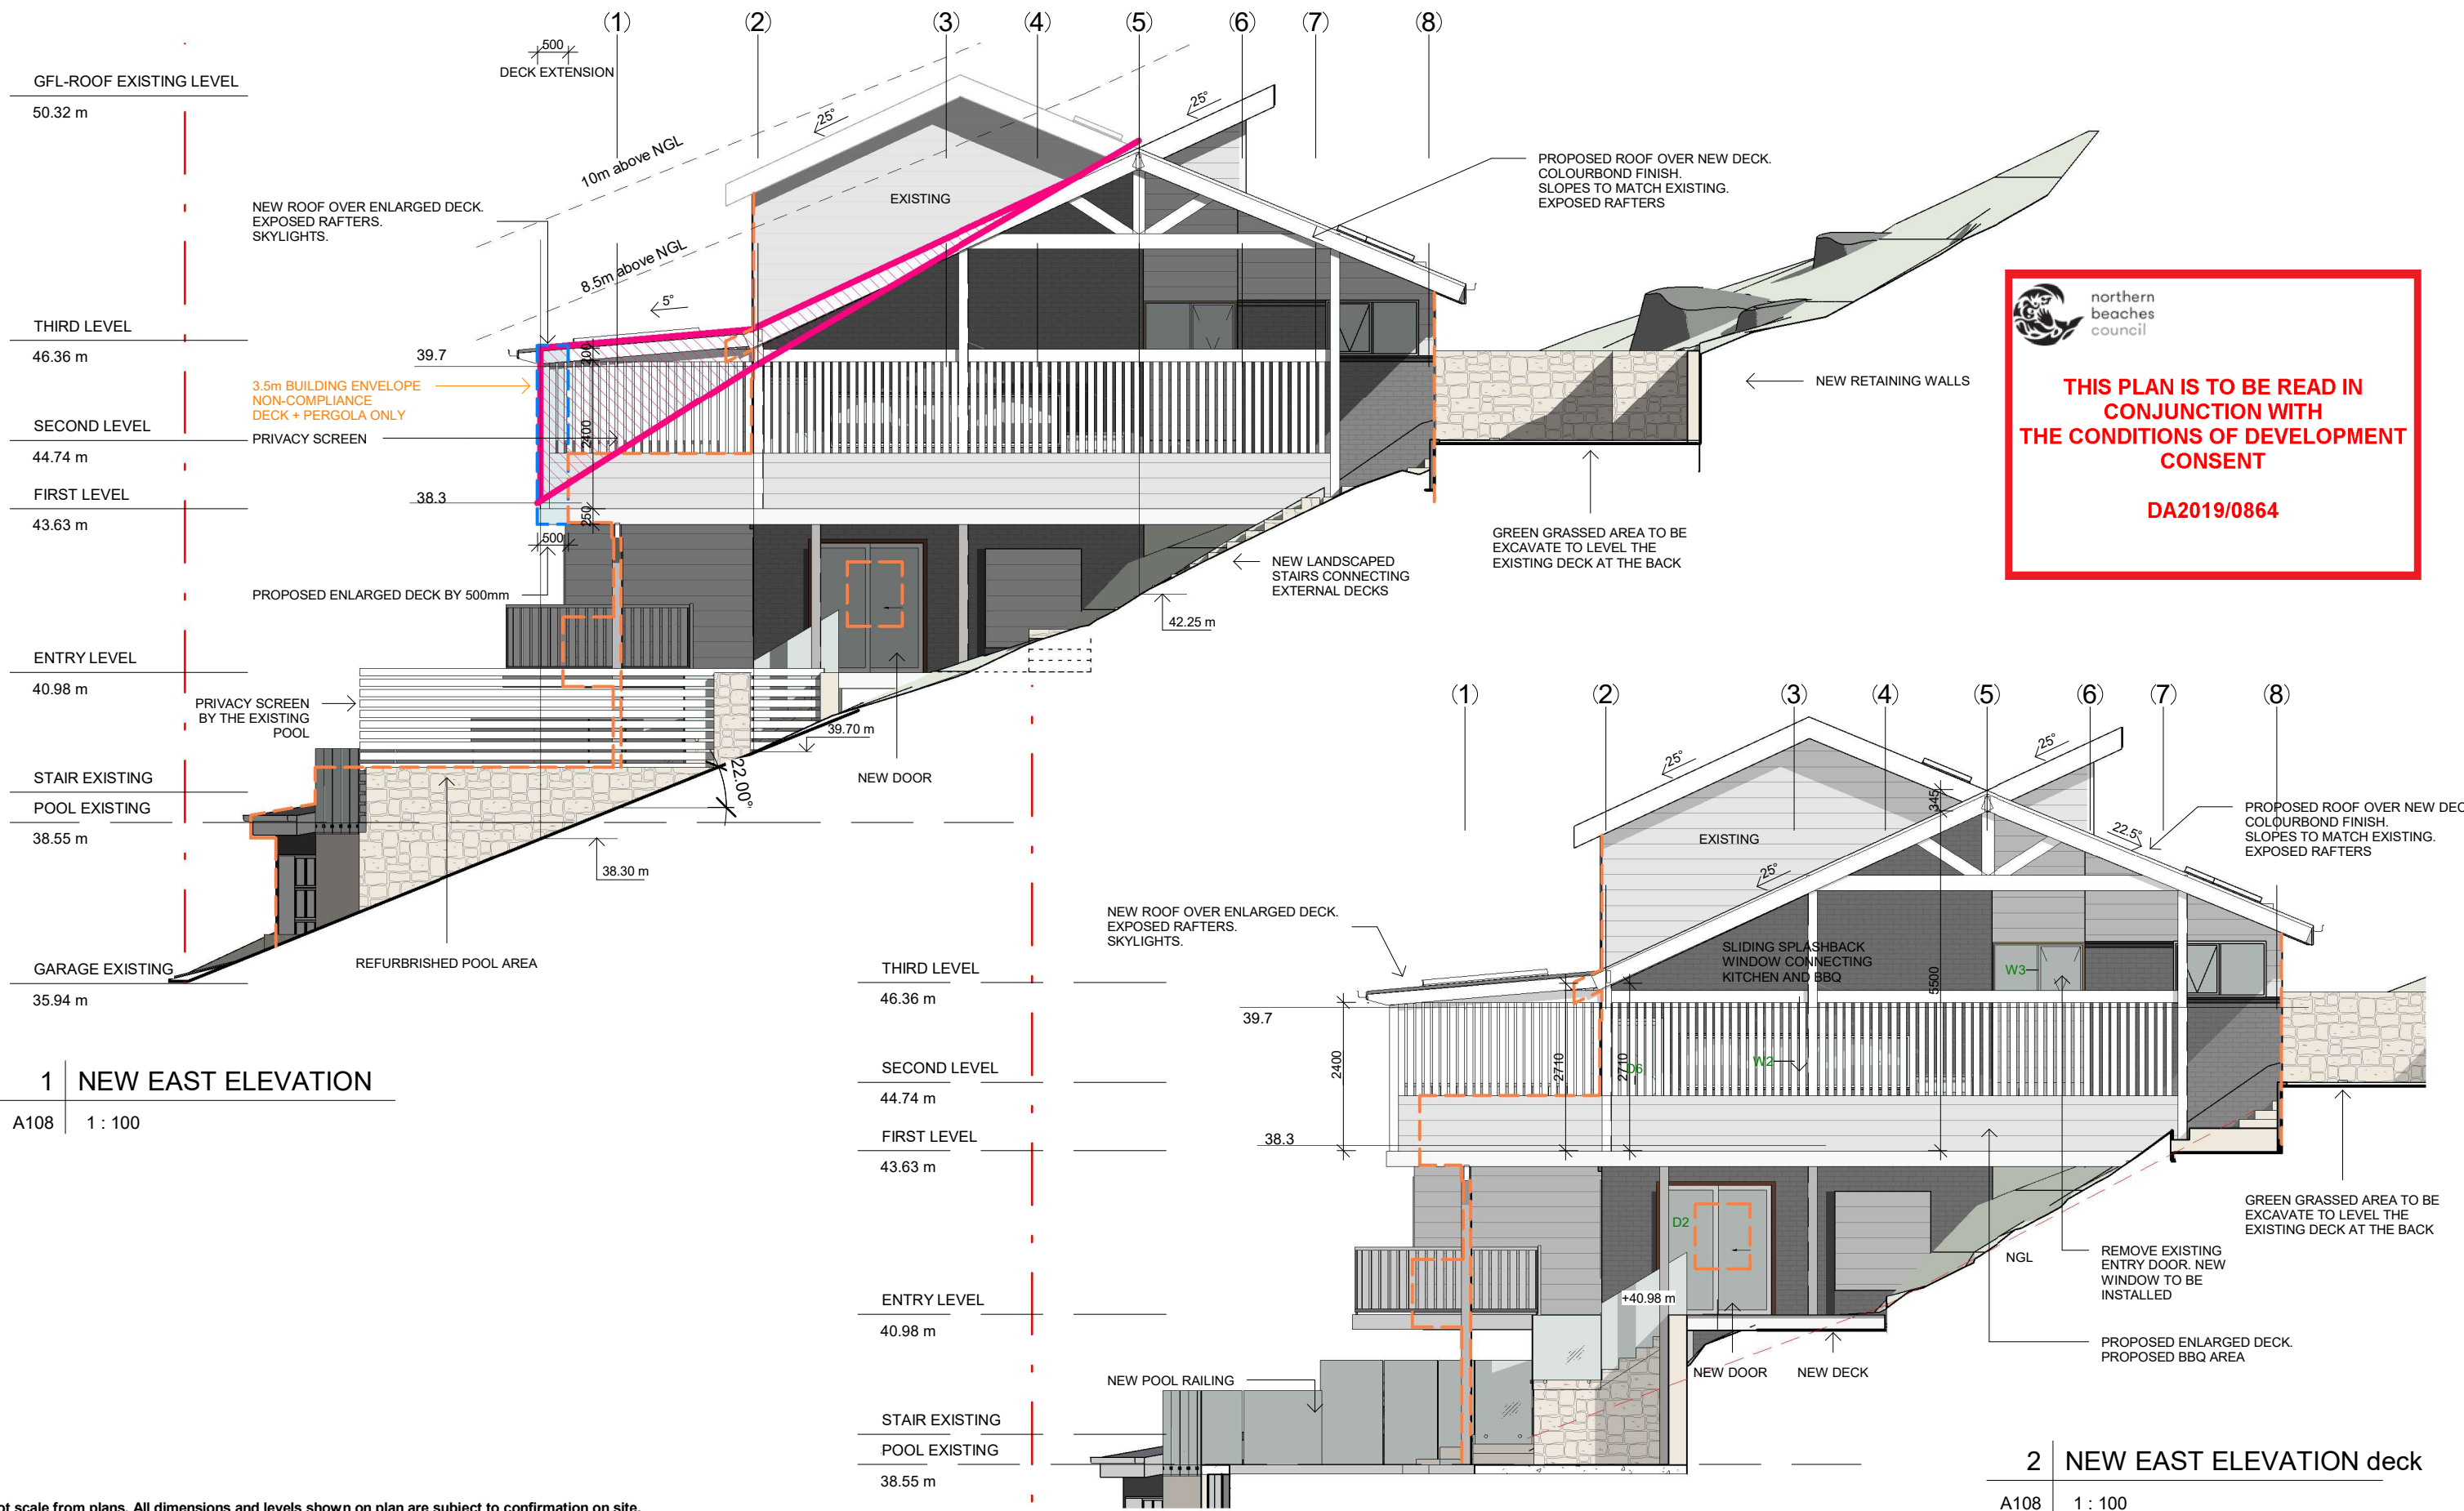 (1)
(2)
(3)
(4)
(5)
(6)
(7)
(8)
500
DECK EXTENSION
GFL-ROOF EXISTING LEVEL
50.32 m
25°
25°
10m above NGL
8.5m above NGL
EXISTING
PROPOSED ROOF OVER NEW DECK.
COLOURBOND FINISH.
SLOPES TO MATCH EXISTING.
EXPOSED RAFTERS
NEW ROOF OVER ENLARGED DECK.
EXPOSED RAFTERS.
SKYLIGHTS.
5°
THIRD LEVEL
46.36 m
39.7
200
3.5m BUILDING ENVELOPE
NON-COMPLIANCE
DECK + PERGOLA ONLY
PRIVACY SCREEN
2400
SECOND LEVEL
44.74 m
FIRST LEVEL
43.63 m
38.3
250
500
PROPOSED ENLARGED DECK BY 500mm
NEW RETAINING WALLS
GREEN GRASSED AREA TO BE
EXCAVATE TO LEVEL THE
EXISTING DECK AT THE BACK
NEW LANDSCAPED
STAIRS CONNECTING
EXTERNAL DECKS
42.25 m
ENTRY LEVEL
40.98 m
PRIVACY SCREEN
BY THE EXISTING
POOL
39.70 m
NEW DOOR
22.00°
STAIR EXISTING
POOL EXISTING
38.55 m
38.30 m
REFURBRISHED POOL AREA
GARAGE EXISTING
35.94 m
1 NEW EAST ELEVATION
A108 1 : 100
northern
beaches
council
THIS PLAN IS TO BE READ IN
CONJUNCTION WITH
THE CONDITIONS OF DEVELOPMENT
CONSENT
DA2019/0864
(1)
(2)
(3)
(4)
(5)
(6)
(7)
(8)
25°
25°
345
EXISTING
22.5°
25°
PROPOSED ROOF OVER NEW DEC
COLOURBOND FINISH.
SLOPES TO MATCH EXISTING.
EXPOSED RAFTERS
NEW ROOF OVER ENLARGED DECK.
EXPOSED RAFTERS.
SKYLIGHTS.
SLIDING SPLASHBACK
WINDOW CONNECTING
KITCHEN AND BBQ
W3
5500
THIRD LEVEL
46.36 m
39.7
2400
2710
2710
D6
W2
SECOND LEVEL
44.74 m
FIRST LEVEL
43.63 m
38.3
D2
NGL
GREEN GRASSED AREA TO BE
EXCAVATE TO LEVEL THE
EXISTING DECK AT THE BACK
REMOVE EXISTING
ENTRY DOOR. NEW
WINDOW TO BE
INSTALLED
ENTRY LEVEL
40.98 m
+40.98 m
PROPOSED ENLARGED DECK.
PROPOSED BBQ AREA
NEW POOL RAILING
NEW DOOR
NEW DECK
STAIR EXISTING
POOL EXISTING
38.55 m
2 NEW EAST ELEVATION deck
A108 1 : 100
ot scale from plans. All dimensions and levels shown on plan are subject to confirmation on site.